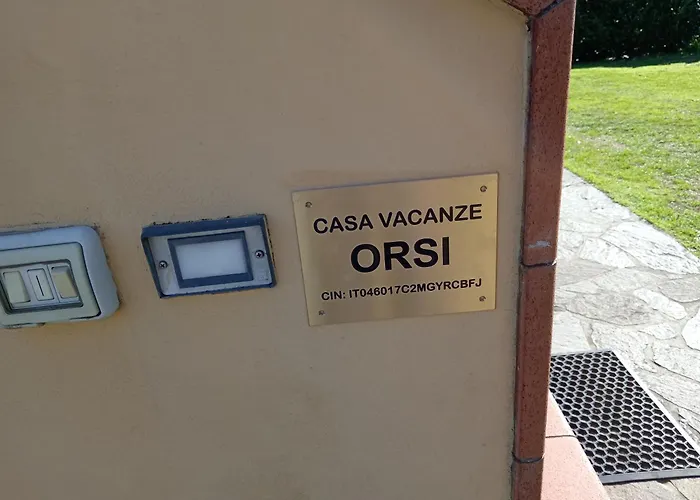 CASA VACANZE
ORSI
CIN: IT046017C2MGYRCBFJ